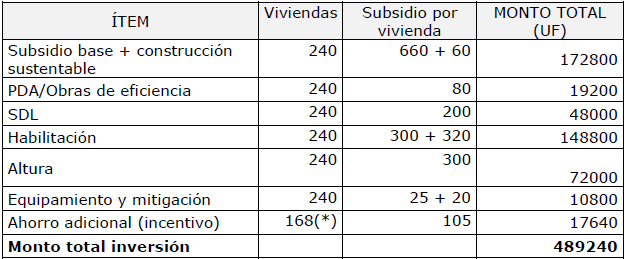 ÍTEM Viviendas Subsidio por vivienda MONTO TOTAL (UF)
Subsidio base + construcción sustentable 240 660 + 60 172800
PDA/Obras de eficiencia 240 80 19200
SDL 240 200 48000
Habilitación 240 300 + 320 148800
Altura 240 300 72000
Equipamiento y mitigación 240 25 + 20 10800
Ahorro adicional (incentivo) 168(*) 105 17640
Monto total inversión 489240